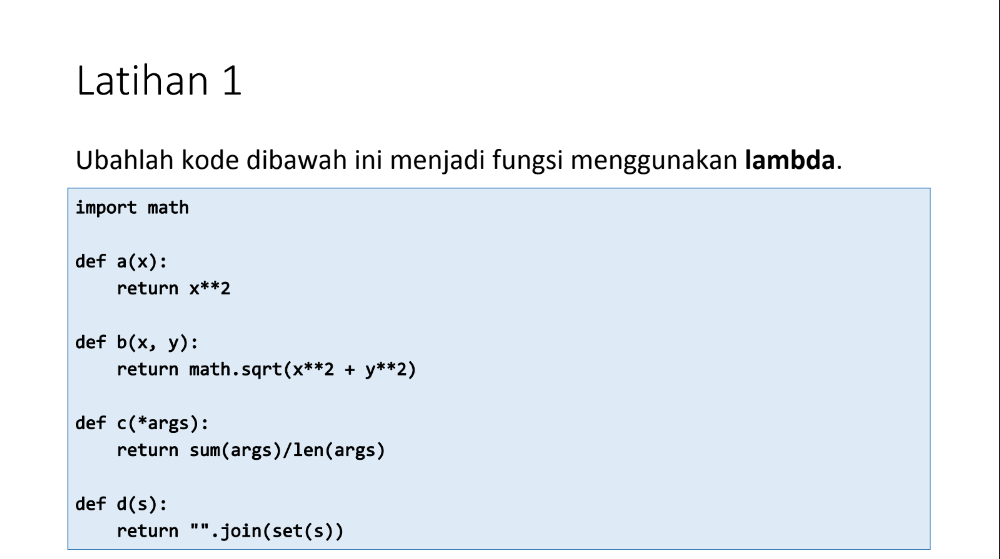 Latihan 1
Ubahlah kode dibawah ini menjadi fungsi menggunakan lambda.
import math
def a(x):
    return x**2
def b(x, y):
    return math.sqrt(x**2 + y**2)
def c(*args):
    return sum(args)/len(args)
def d(s):
    return "".join(set(s))